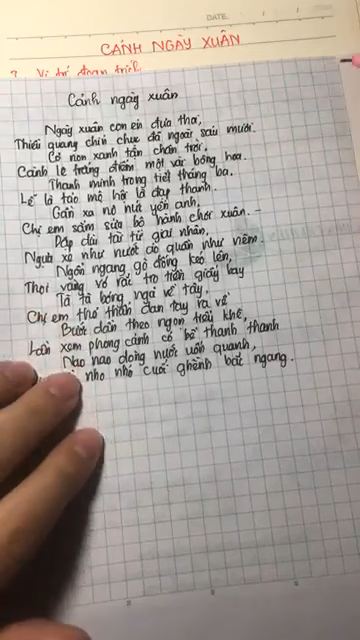 DATE: / /
CẢNH NGÀY XUÂN
? Vị trí đoạn trích.
Cảnh ngày xuân
Ngày xuân con én đưa thoi,
Thiều quang chín chục đã ngoài sáu mươi.
Cỏ non xanh tận chân trời,
Cành lê trắng điểm một vài bông hoa.
Thanh minh trong tiết tháng ba,
Lễ là tảo mộ hội là đạp thanh.
Gần xa nô nức yến anh,
Chị em sắm sửa bộ hành chơi xuân. –
Dập dìu tài tử giai nhân,
Ngựa xe như nước áo quần như nêm.
Ngổn ngang gò đống kéo lên,
Thoi vàng vó rắc tro tiền giấy bay
Tà tà bóng ngả về tây,
Chị em thơ thẩn dan tay ra về
Bước dần theo ngọn tiểu khê,
Lần xem phong cảnh có bề thanh thanh
Nao nao dòng nước uốn quanh,
nho nhỏ cuối ghềnh bắc ngang.